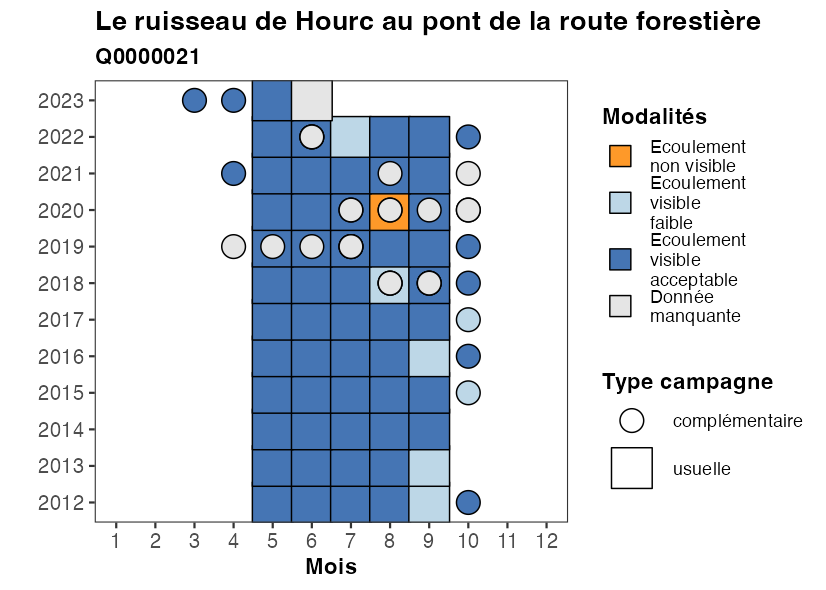 Le ruisseau de Hourc au pont de la route forestière
Q0000021
2023
2022
2021
2020
2019
2018
2017
2016
2015
2014
2013
2012
1 2 3 4 5 6 7 8 9 10 11 12
Mois
Modalités
Ecoulement
non visible
Ecoulement
visible
faible
Ecoulement
visible
acceptable
Donnée
manquante
Type campagne
complémentaire
usuelle